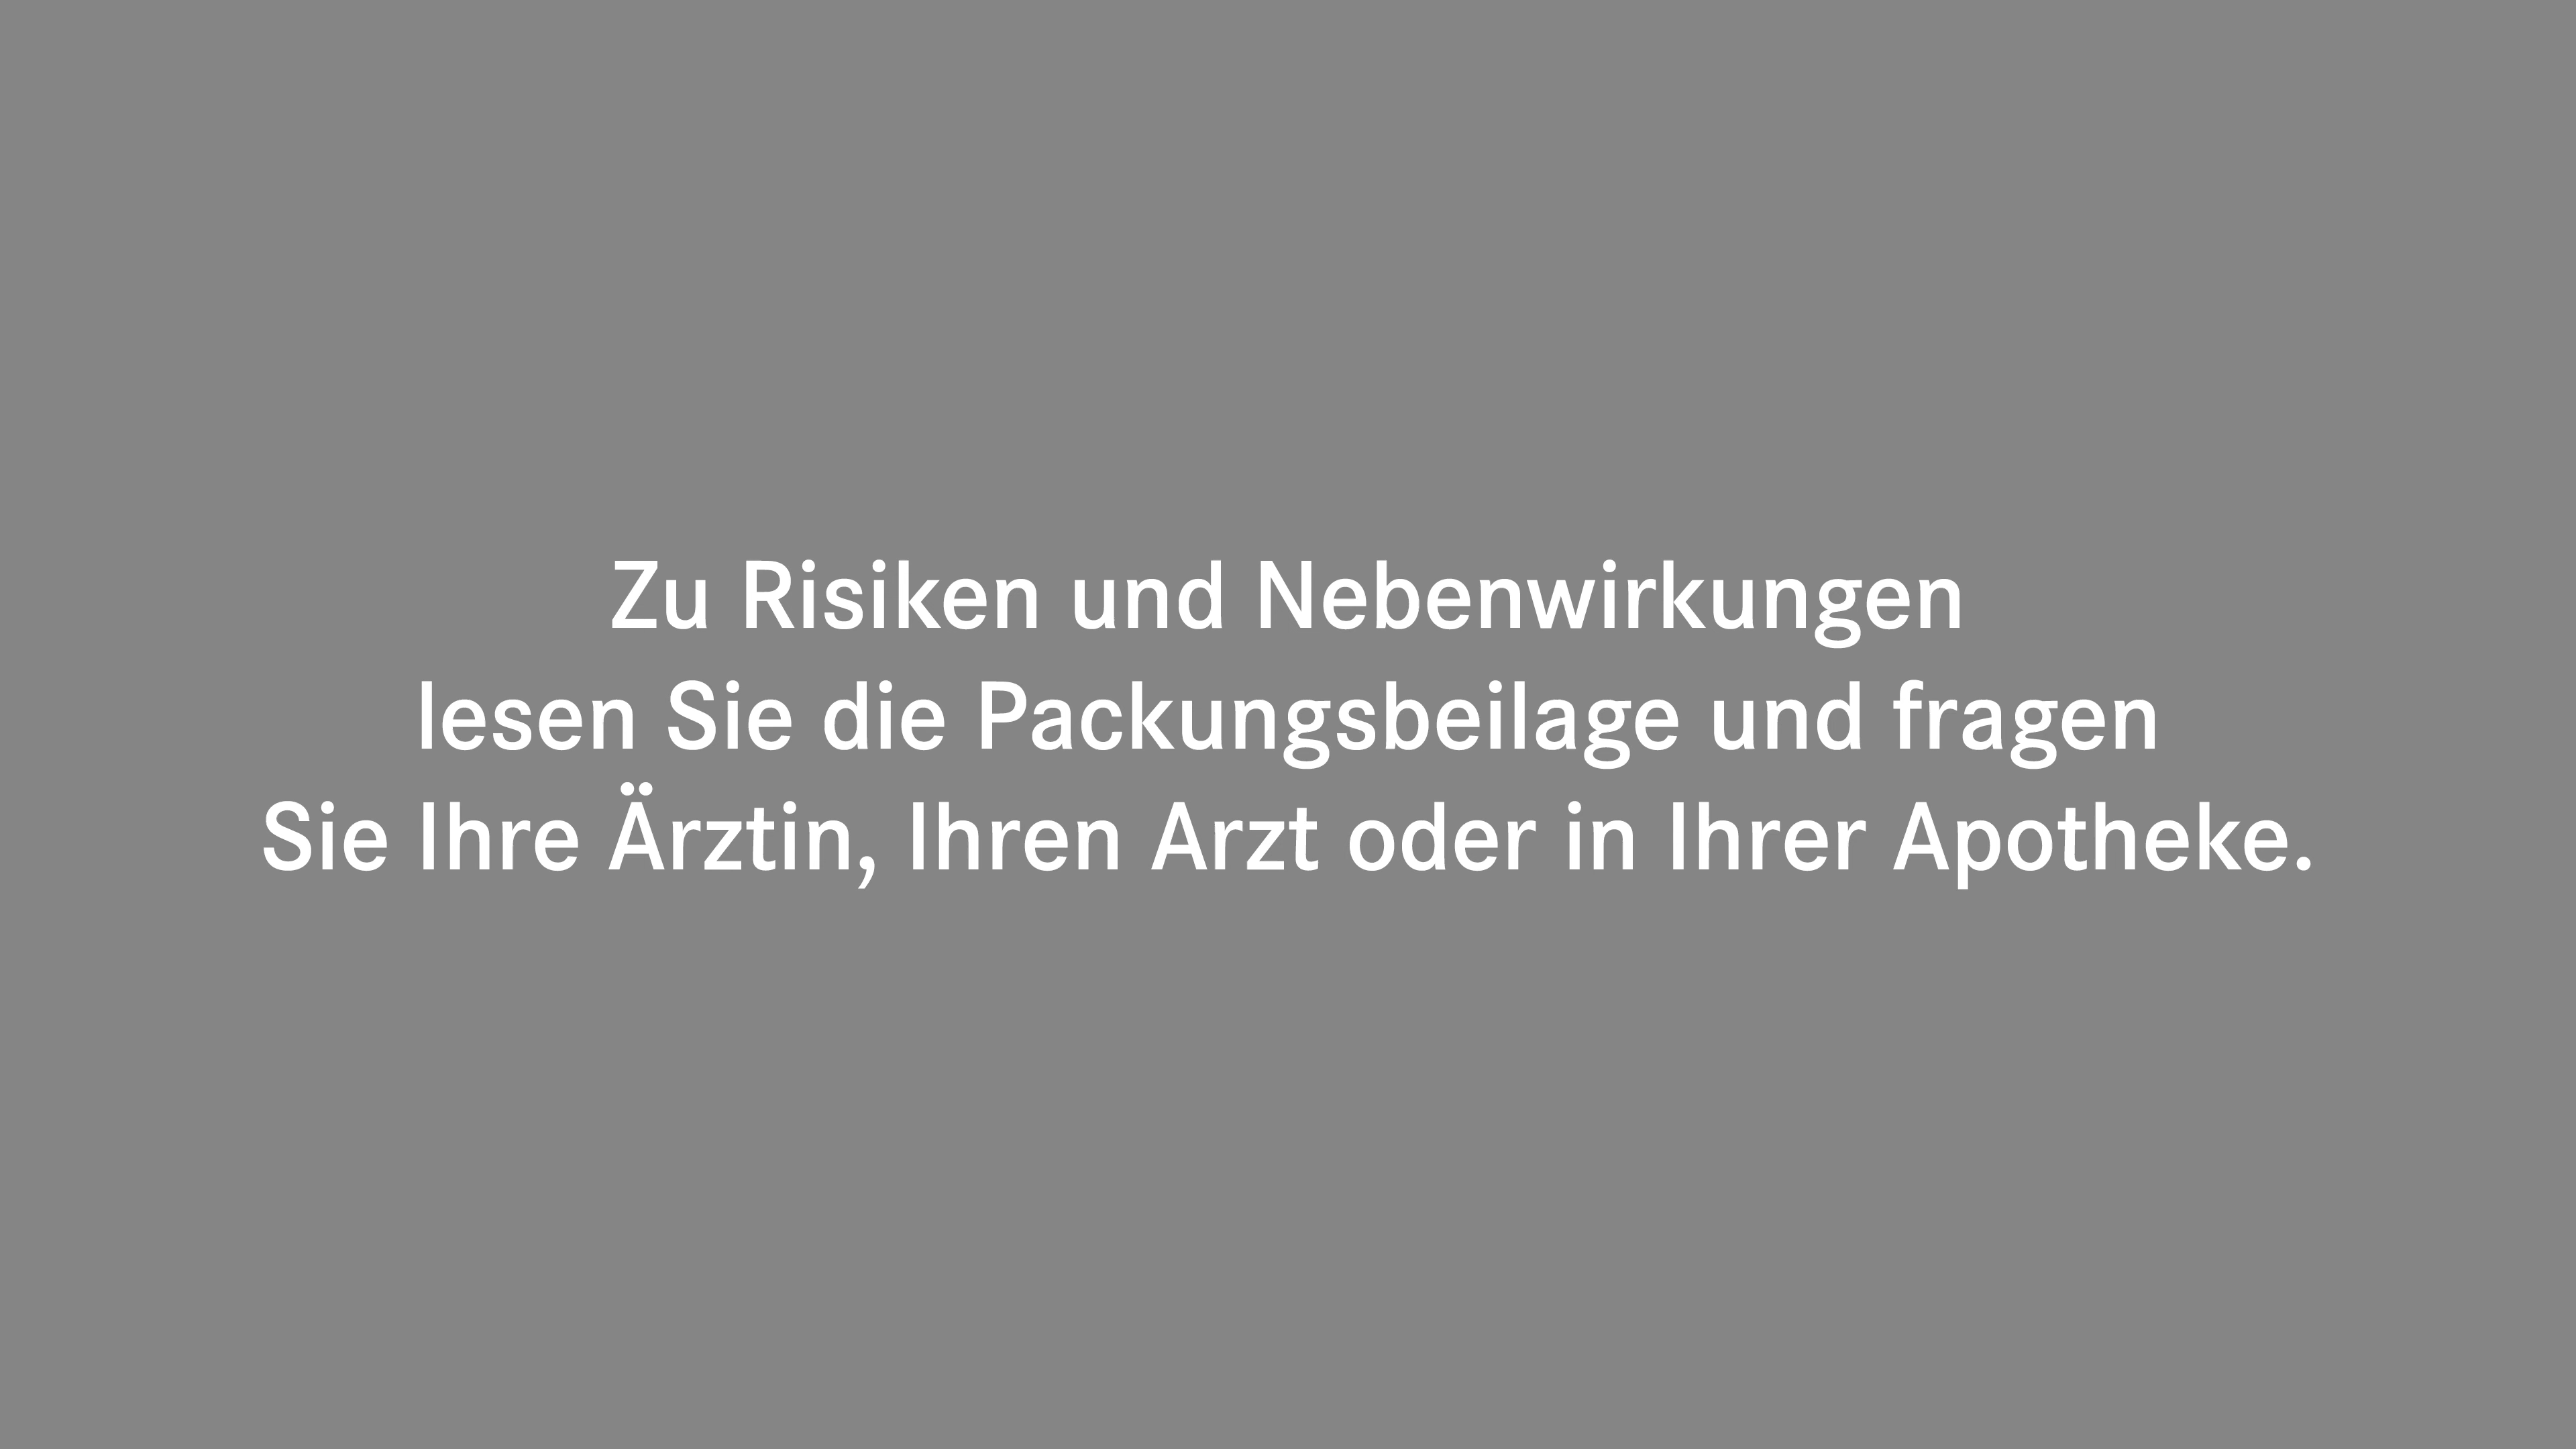 Zu Risiken und Nebenwirkungen
lesen Sie die Packungsbeilage und fragen
Sie Ihre Ärztin, Ihren Arzt oder in Ihrer Apotheke.